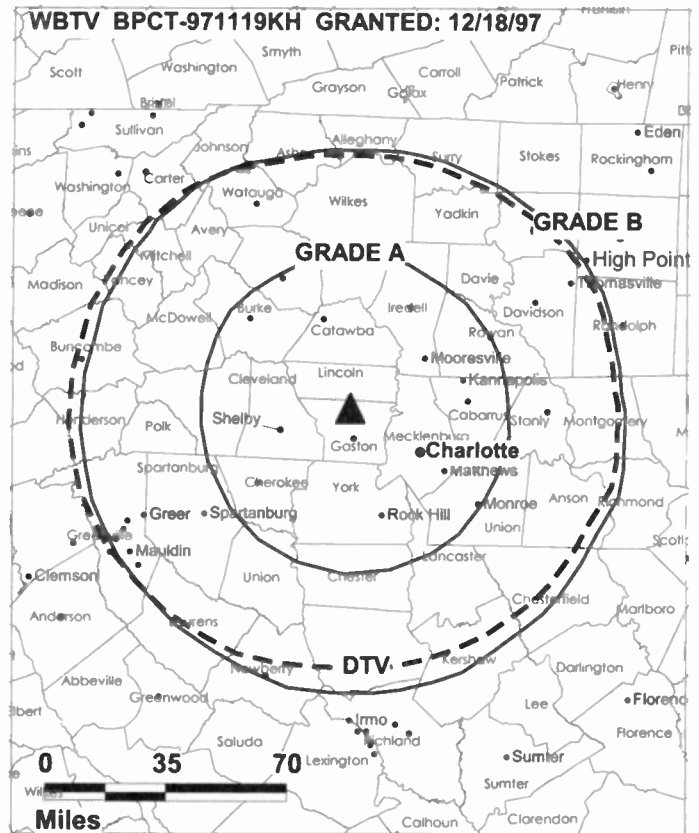 WBTV BPCT-971119KH GRANTED: 12/18/97
Smyth
Scott
Washington
Carroll
Patrick
Grayson
Galax
Henry
Bristol
Sullivan
Eden
Alleghany
Johnson
Ashe
Surry
Stokes
Rockingham
Carter
Washington
Watauga
Wilkes
Yadkin
GRADE B
Unicoi
Avery
GRADE A
Mitchell
High Point
Madison
Yancey
Davie
Thomasville
Burke
Iredell
Davidson
McDowell
Catawba
Rowan
Randolph
Buncombe
Mooresville
Lincoln
Cleveland
Kannapolis
Henderson
Polk
Shelby
Cabarrus
Stanly
Montgomery
Gaston
Mecklenburg
Charlotte
Spartanburg
Matthews
Cherokee
York
Anson
Richmond
Greer
Spartanburg
Rock Hill
Monroe
Union
Greenville
Mauldin
Lancaster
Clemson
Union
Chester
Chesterfield
Anderson
Marlboro
Laurens
Newberry
DTV
Kershaw
Darlington
Abbeville
Greenwood
Lee
Irmo
Richland
Florence
Saluda
Lexington
Sumter
Sumter
0 35 70
Miles
Calhoun
Clarendon